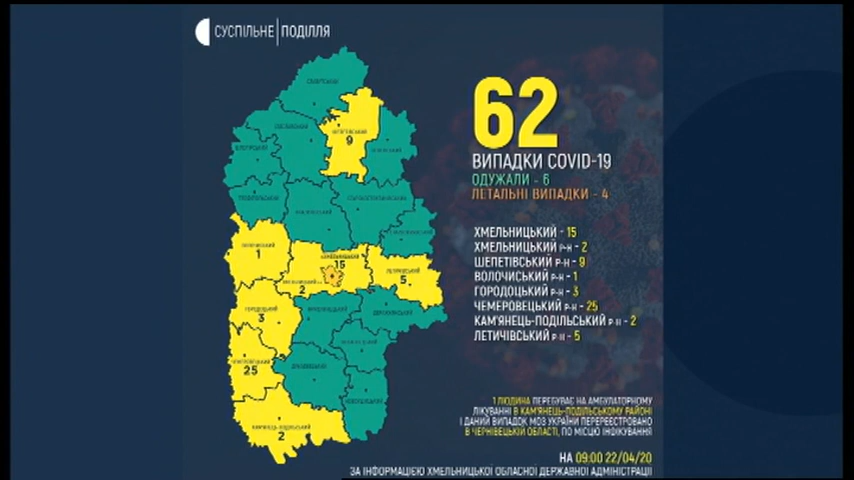 СУСПІЛЬНЕ | ПОДІЛЛЯ
62
ВИПАДКИ COVID-19
ОДУЖАЛИ - 6
ЛЕТАЛЬНІ ВИПАДКИ - 4
ХМЕЛЬНИЦЬКИЙ - 15
ХМЕЛЬНИЦЬКИЙ Р-Н - 2
ШЕПЕТІВСЬКИЙ Р-Н - 9
ВОЛОЧИСЬКИЙ Р-Н - 1
ГОРОДОЦЬКИЙ Р-Н - 3
ЧЕМЕРОВЕЦЬКИЙ Р-Н - 25
КАМ'ЯНЕЦЬ-ПОДІЛЬСЬКИЙ Р-Н - 2
ЛЕТИЧІВСЬКИЙ Р-Н - 5
9
1
15
2
2
5
3
25
2
1 ЛЮДИНА ПЕРЕБУВАЄ НА АМБУЛАТОРНОМУ
ЛІКУВАННІ В КАМ'ЯНЕЦЬ-ПОДІЛЬСЬКОМУ РАЙОНІ
І ДАНИЙ ВИПАДОК МОЗ УКРАЇНИ ПЕРЕРЕЄСТРОВАНО
В ЧЕРНІВЕЦЬКІЙ ОБЛАСТІ, ПО МІСЦЮ ІНФІКУВАННЯ
НА 09:00 22/04/20
ЗА ІНФОРМАЦІЄЮ ХМЕЛЬНИЦЬКОЇ ОБЛАСНОЇ ДЕРЖАВНОЇ АДМІНІСТРАЦІЇ